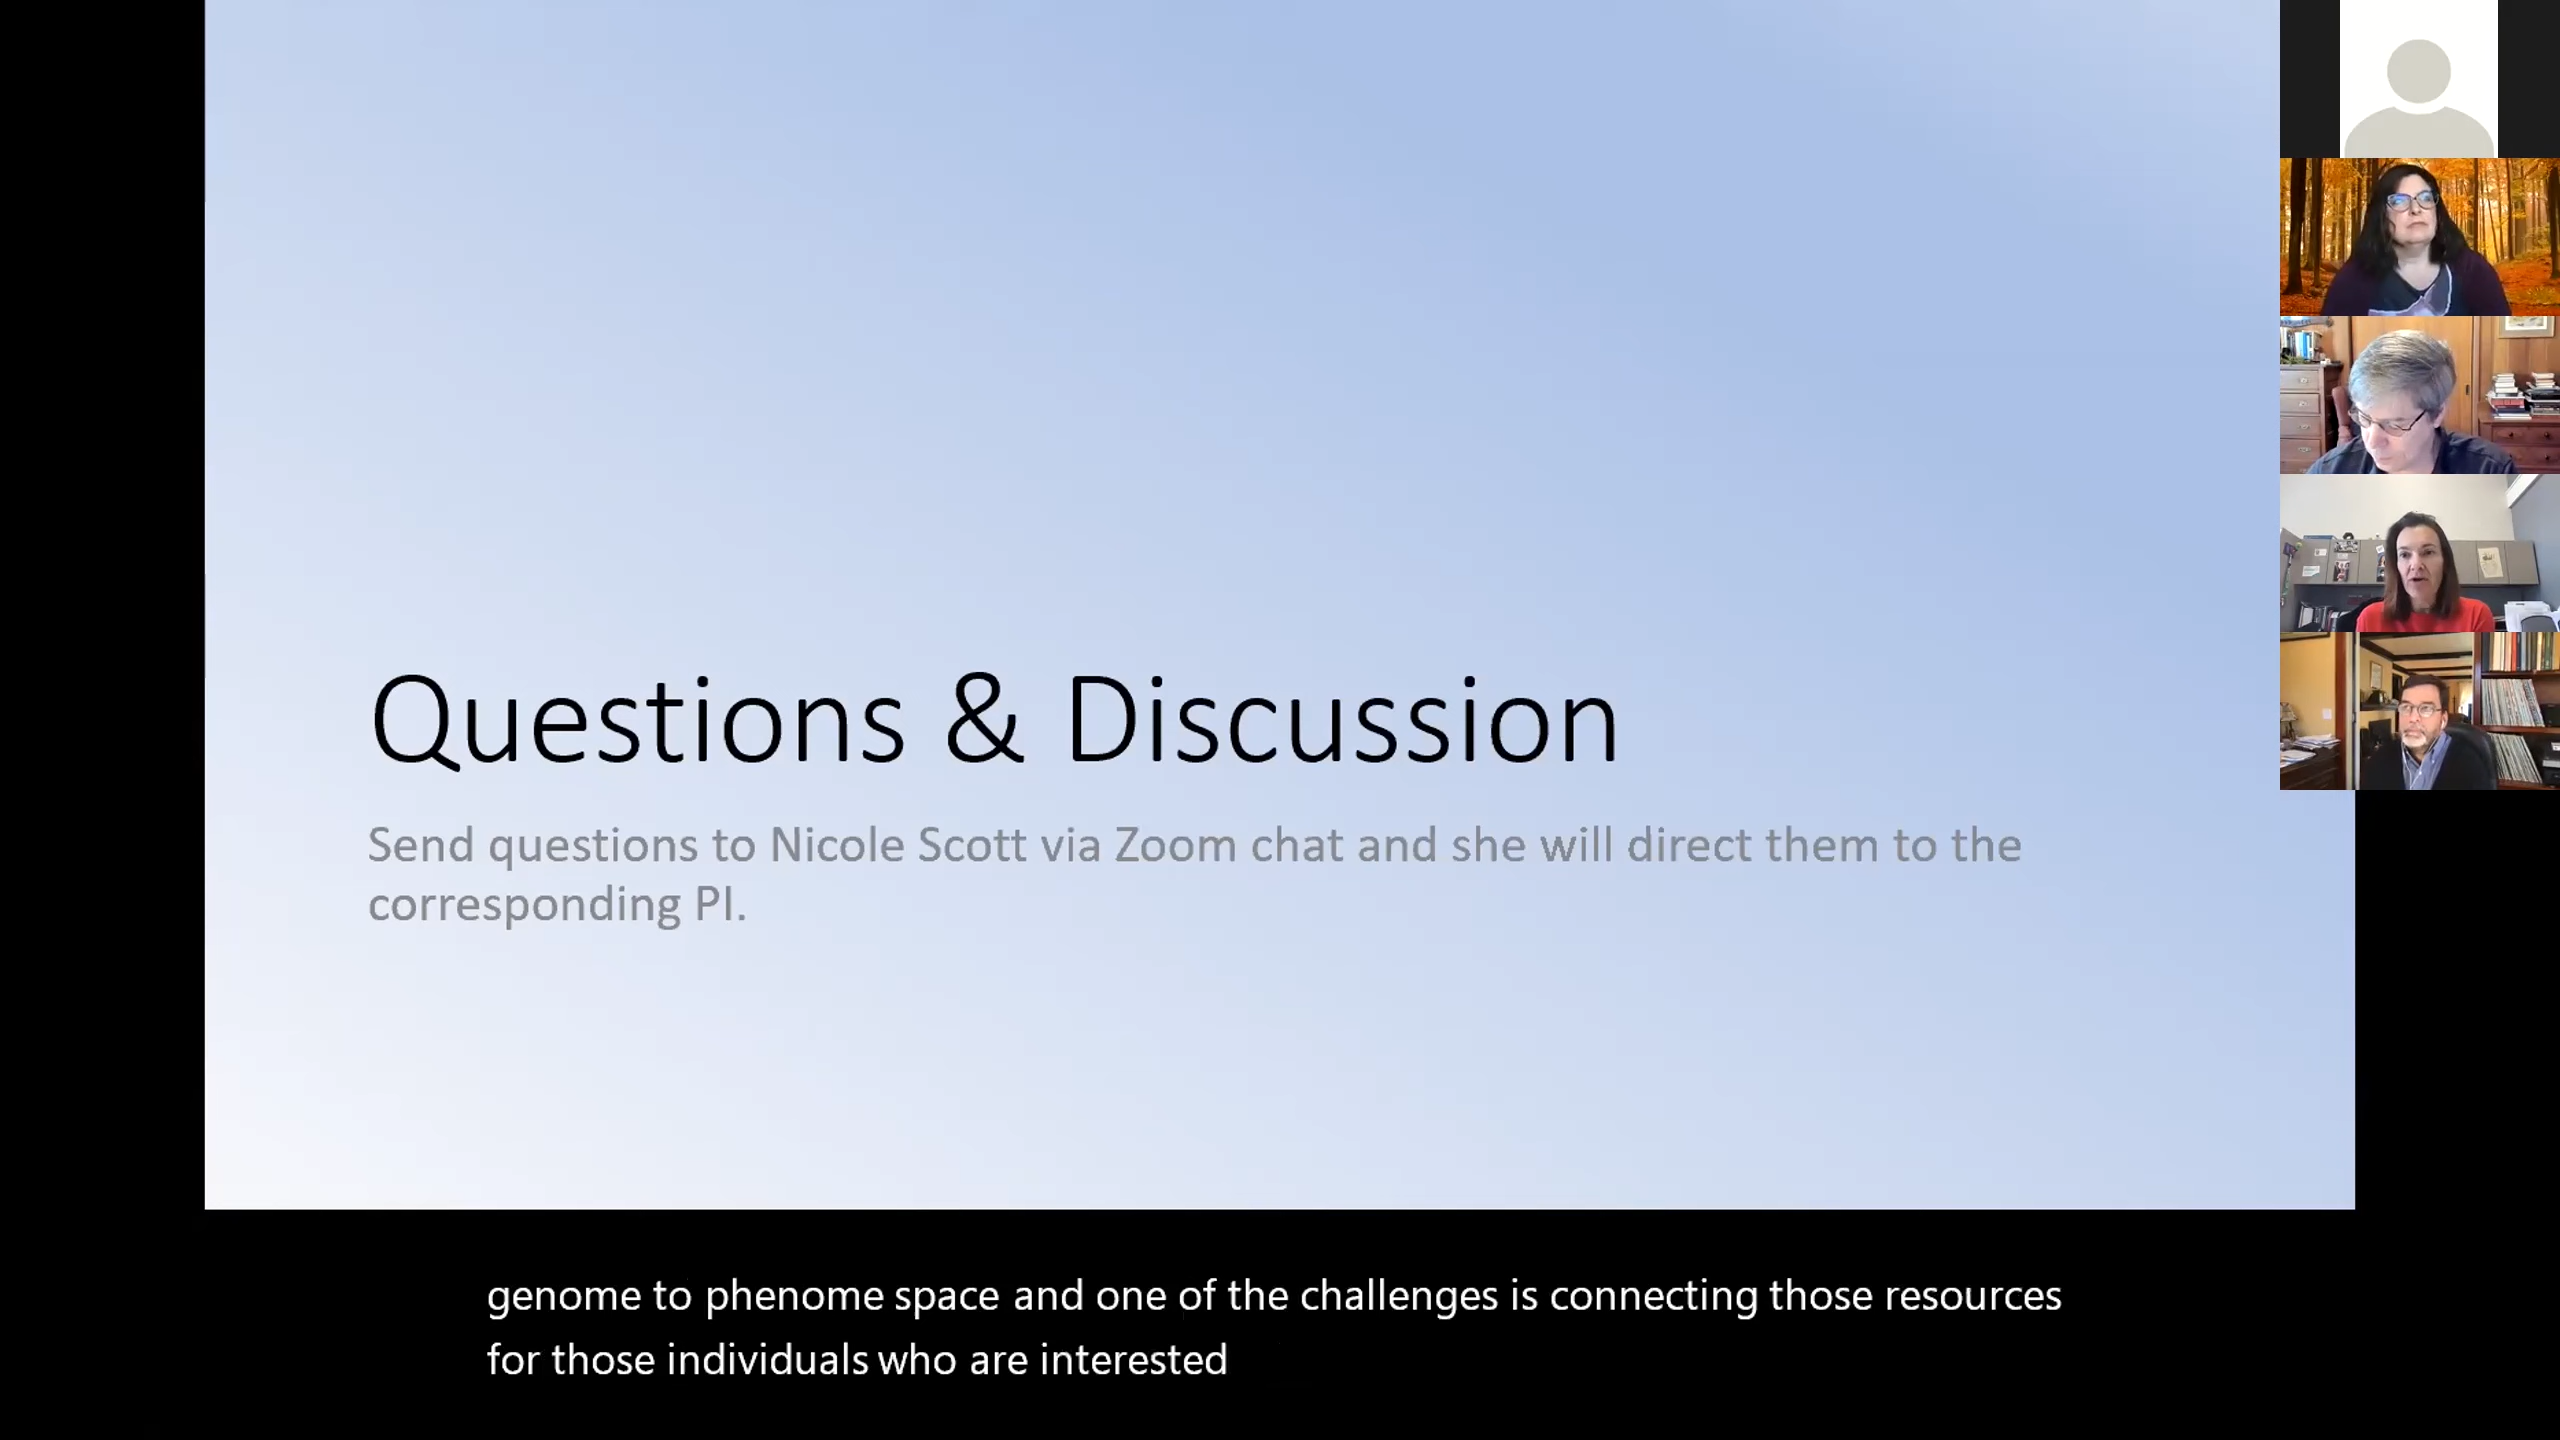 Questions & Discussion
Send questions to Nicole Scott via Zoom chat and she will direct them to the
corresponding PI.
genome to phenome space and one of the challenges is connecting those resources
for those individuals who are interested